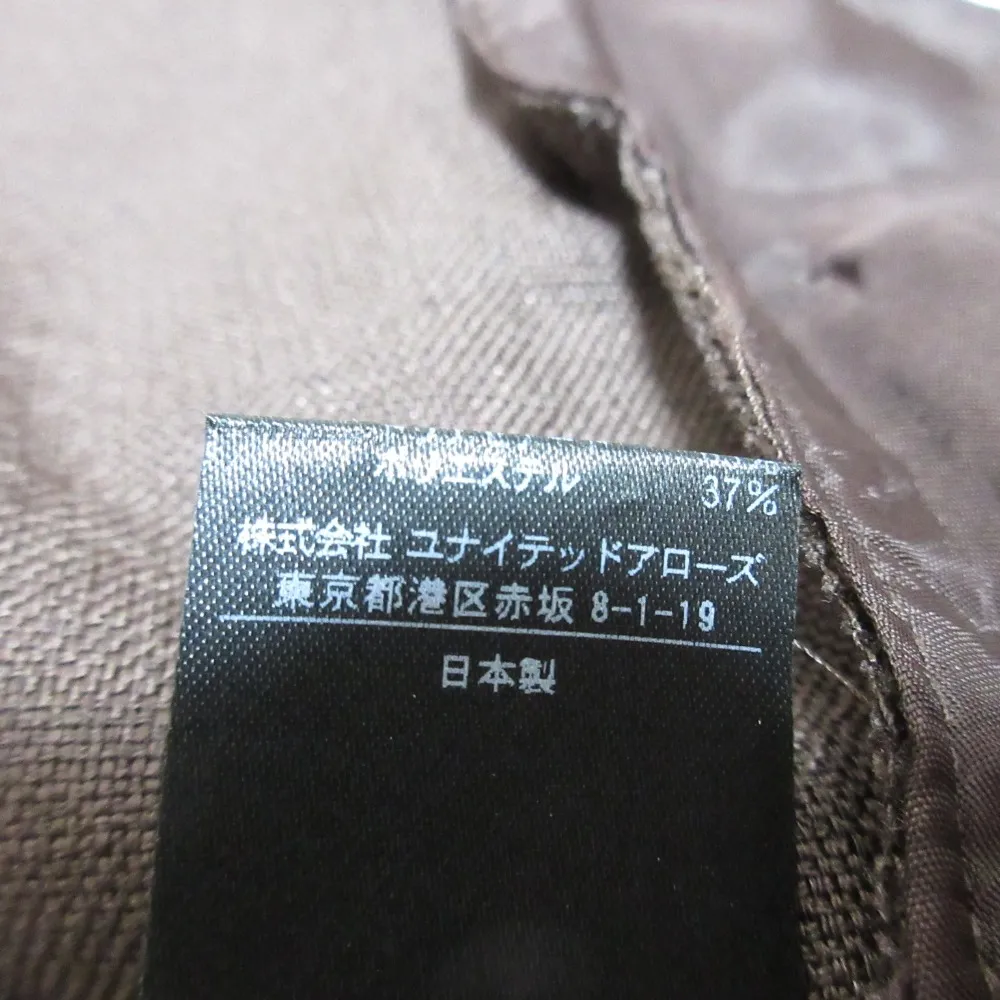 ポリエステル 37%
株式会社 ユナイテッドアローズ
東京都港区赤坂 8-1-19
日本製